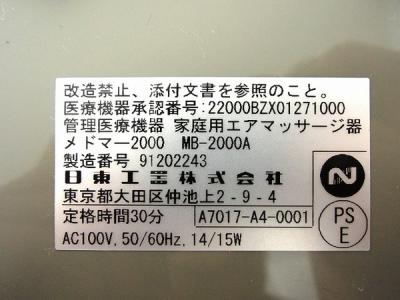 改造禁止、添付文書を参照のこと。
医療機器承認番号:22000BZX01271000
管理医療機器 家庭用エアマッサージ器
メドマー2000 MB-2000A
製造番号 91202243
日東工器株式会社
東京都大田区仲池上2-9-4
定格時間30分 A7017-A4-0001
AC100V, 50/60Hz, 14/15W
PS
E